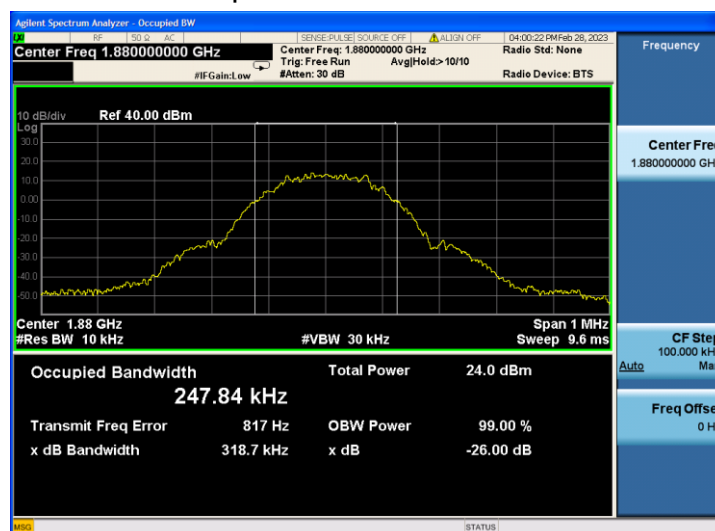 Agilent Spectrum Analyzer - Occupied BW
LXI RF 50 Ω AC SENSE:PULSE SOURCE OFF ALIGN OFF 04:00:22 PM Feb 28, 2023
Center Freq 1.880000000 GHz
Center Freq: 1.880000000 GHz Radio Std: None
Trig: Free Run Avg|Hold:>10/10
#IFGain:Low #Atten: 30 dB Radio Device: BTS
Frequency
10 dB/div Ref 40.00 dBm
Log
30.0
20.0
10.0
0.00
-10.0
-20.0
-30.0
-40.0
-50.0
Center Fre
1.880000000 GH
Center 1.88 GHz Span 1 MHz
#Res BW 10 kHz #VBW 30 kHz Sweep 9.6 ms
CF Step
100.000 kH
Auto Ma
Occupied Bandwidth Total Power 24.0 dBm
247.84 kHz
Transmit Freq Error 817 Hz OBW Power 99.00 %
x dB Bandwidth 318.7 kHz x dB -26.00 dB
Freq Offse
0 H
MSG STATUS